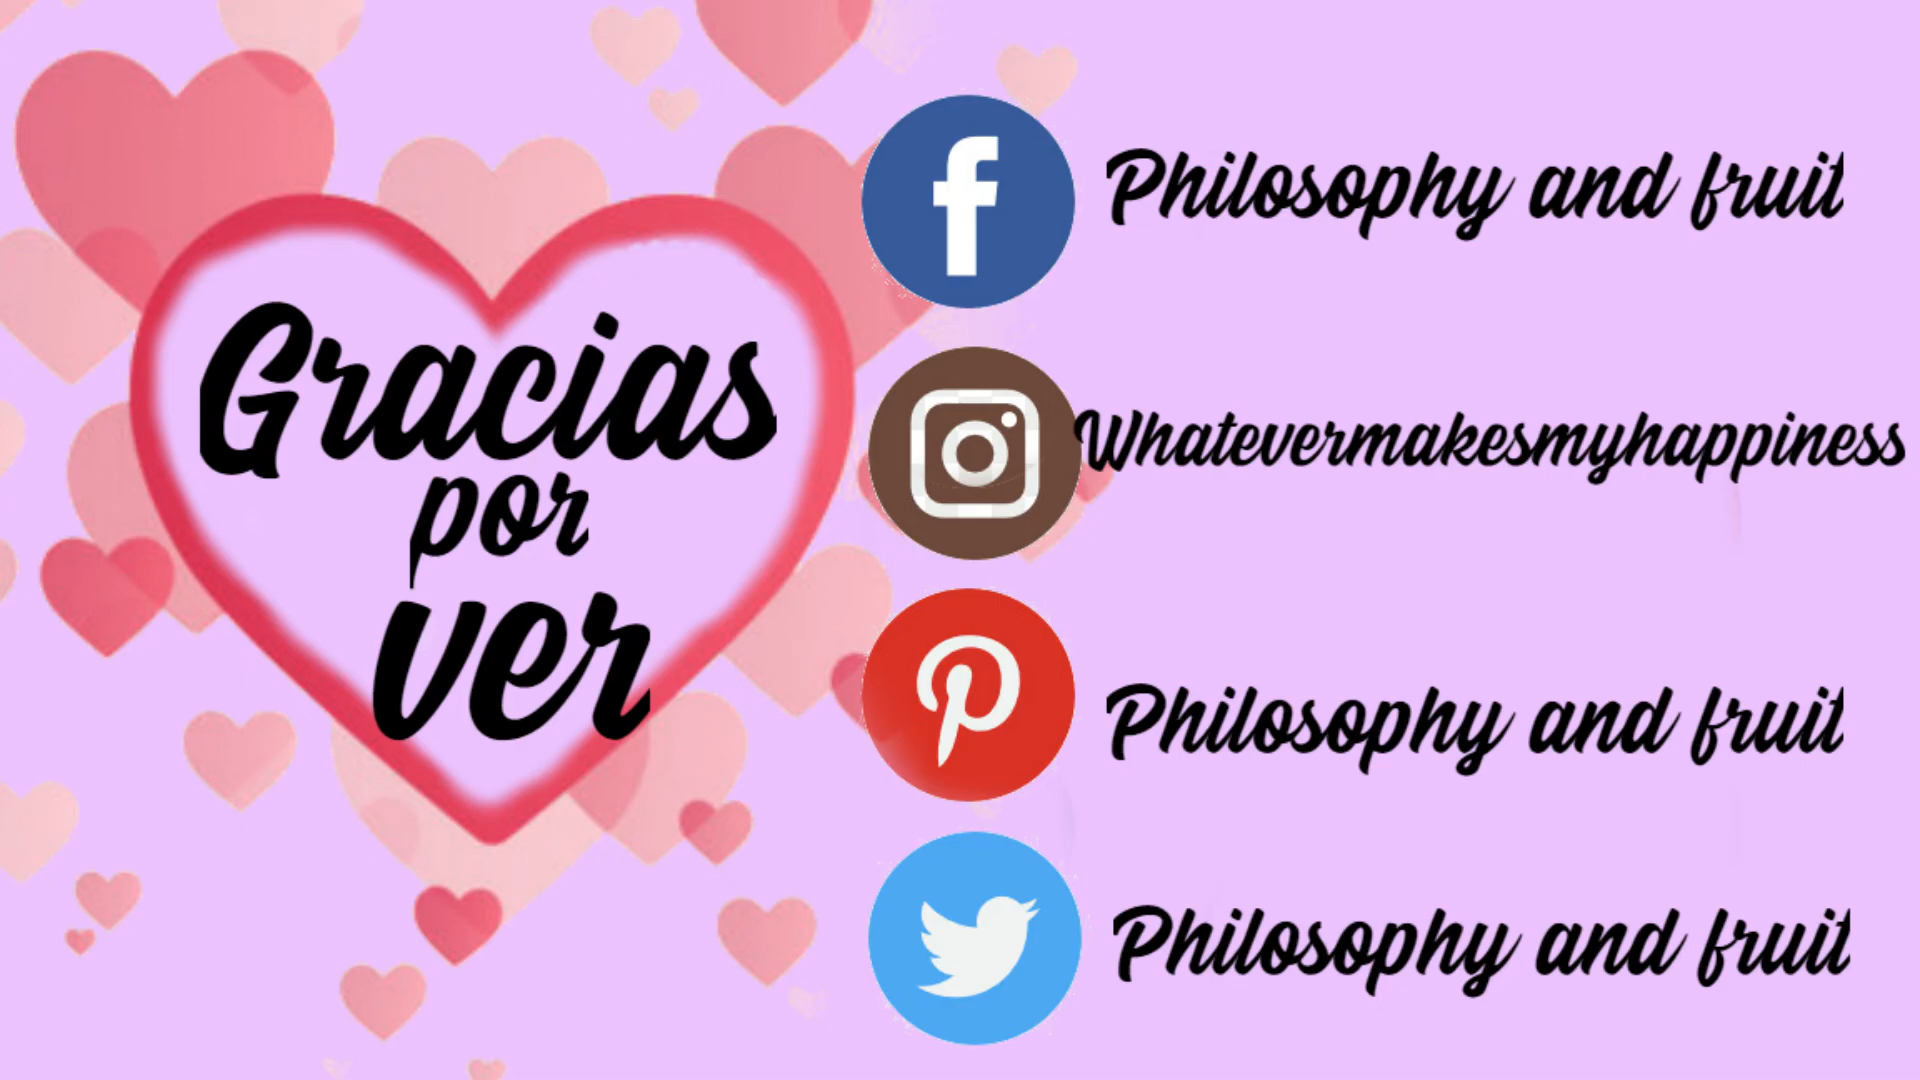 Gracias
por
ver
Philosophy and fruit
Whatevermakesmyhappiness
Philosophy and fruit
Philosophy and fruit